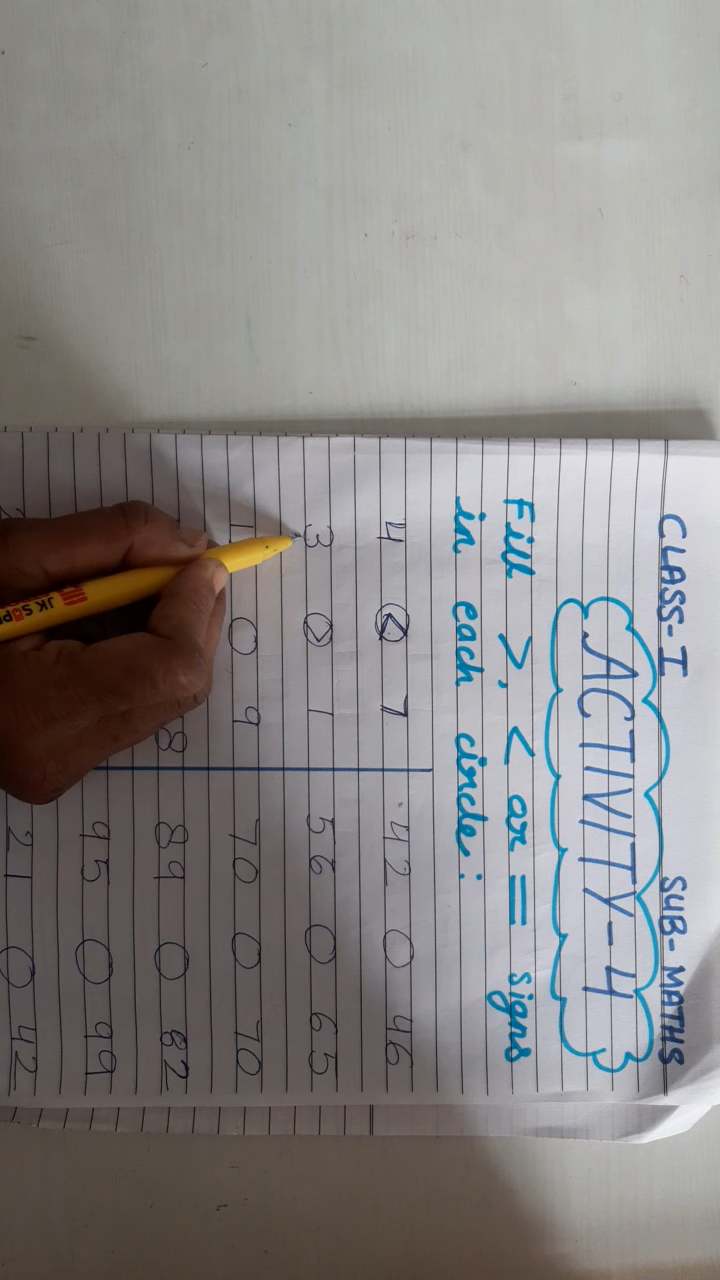 CLASS-I SUB-MATHS
ACTIVITY-4
Fill >, < or = signs
in each circle:
4 < 7 42 ○ 46
3 > 1 56 ○ 65
○ 9 70 ○ 70
8 89 ○ 82
95 ○ 99
21 ○ 42
JK